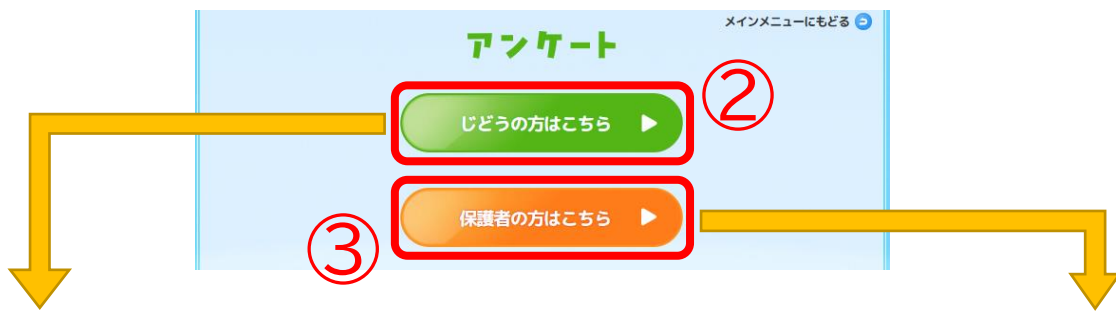 メインメニューにもどる
アンケート
②
じどうの方はこちら
③
保護者の方はこちら